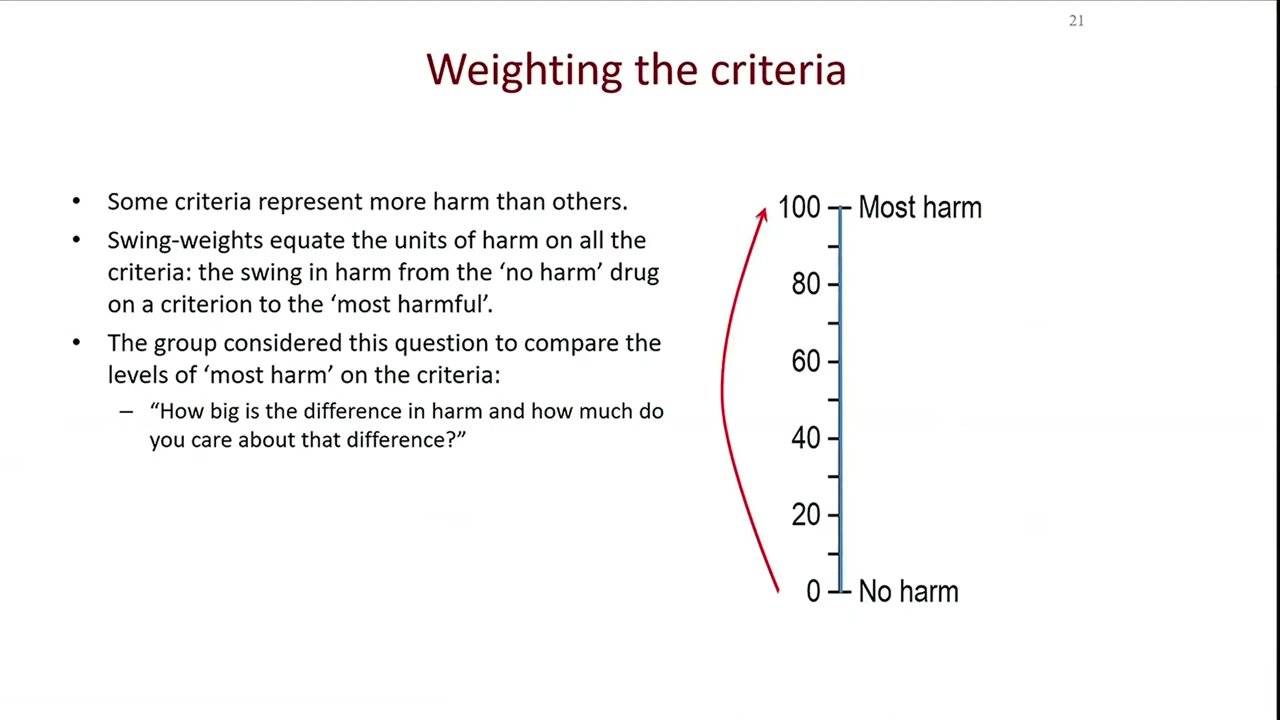 21
Weighting the criteria
• Some criteria represent more harm than others.
• Swing-weights equate the units of harm on all the
criteria: the swing in harm from the ‘no harm’ drug
on a criterion to the ‘most harmful’.
• The group considered this question to compare the
levels of ‘most harm’ on the criteria:
– “How big is the difference in harm and how much do
you care about that difference?”
100 Most harm
80
60
40
20
0 No harm